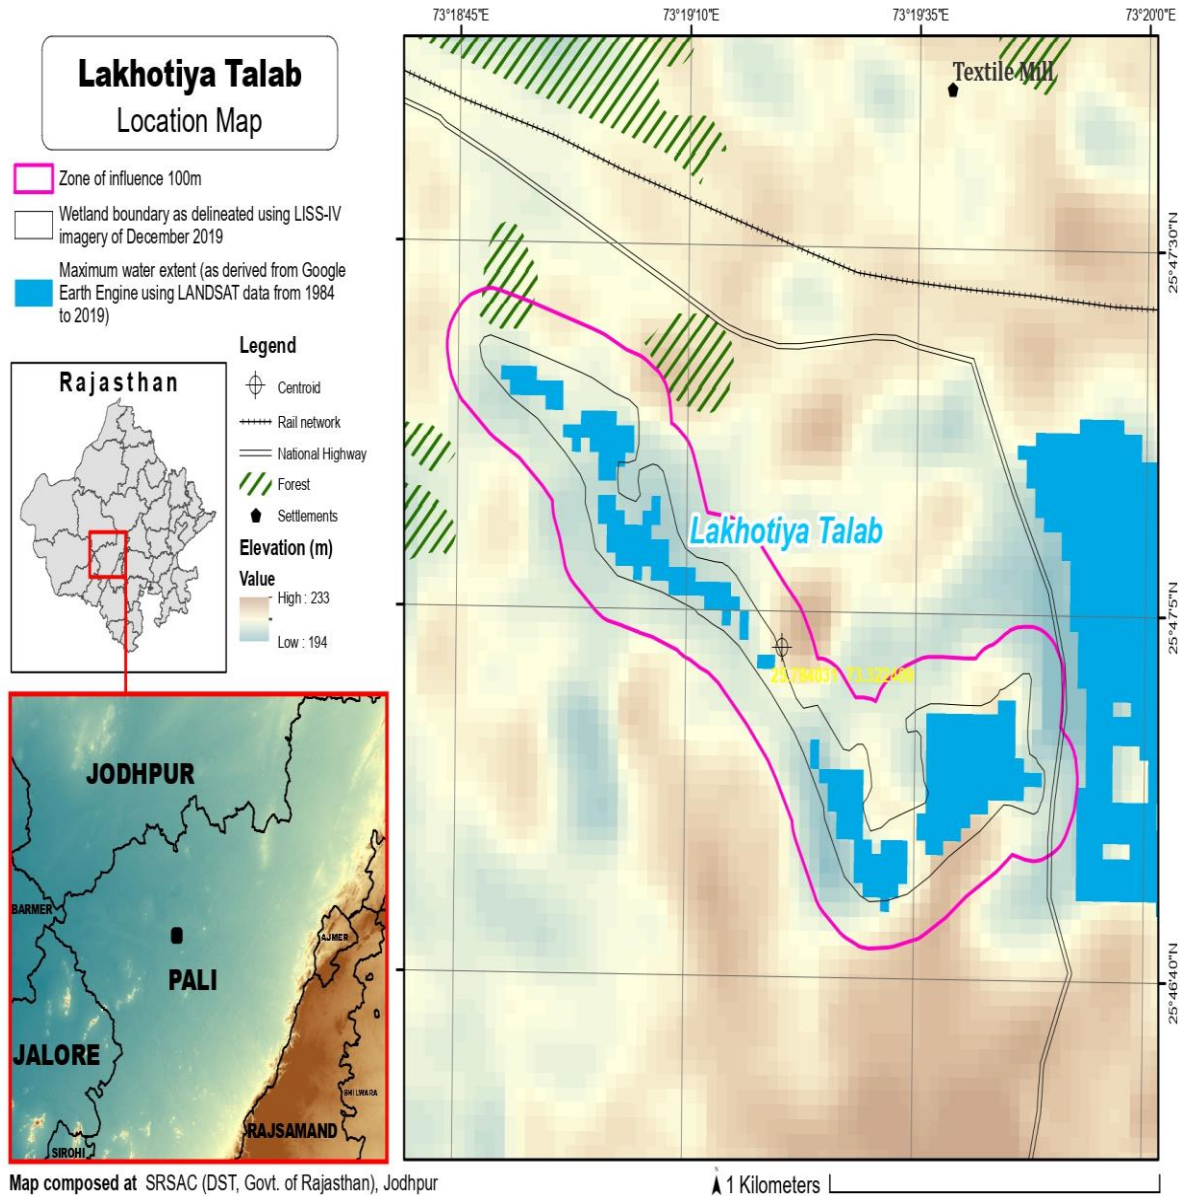 73°18'45"E
73°19'10"E
73°19'35"E
73°20'0"E
Lakhotiya Talab
Location Map
Zone of influence 100m
Wetland boundary as delineated using LISS-IV
imagery of December 2019
Maximum water extent (as derived from Google
Earth Engine using LANDSAT data from 1984
to 2019)
Legend
Centroid
Rail network
National Highway
Forest
Settlements
Elevation (m)
Value
High : 233
Low : 194
Rajasthan
JODHPUR
BARMER
AJMER
PALI
JALORE
BHILWARA
RAJSAMAND
SIROHI
Textile Mill
25°47'30"N
Lakhotiya Talab
25°47'5"N
25.784031
25°46'40"N
Map composed at SRSAC (DST, Govt. of Rajasthan), Jodhpur
1 Kilometers